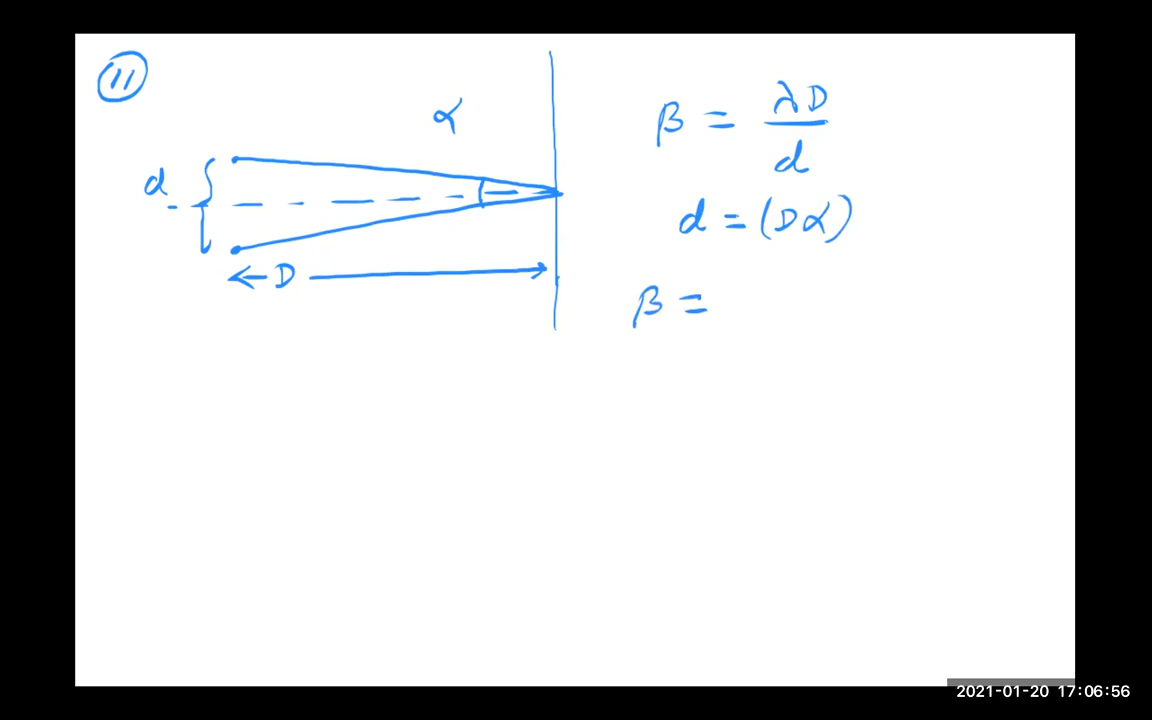 11
α
d
D
β = λD/d
d = (Dα)
β =
2021-01-20 17:06:56